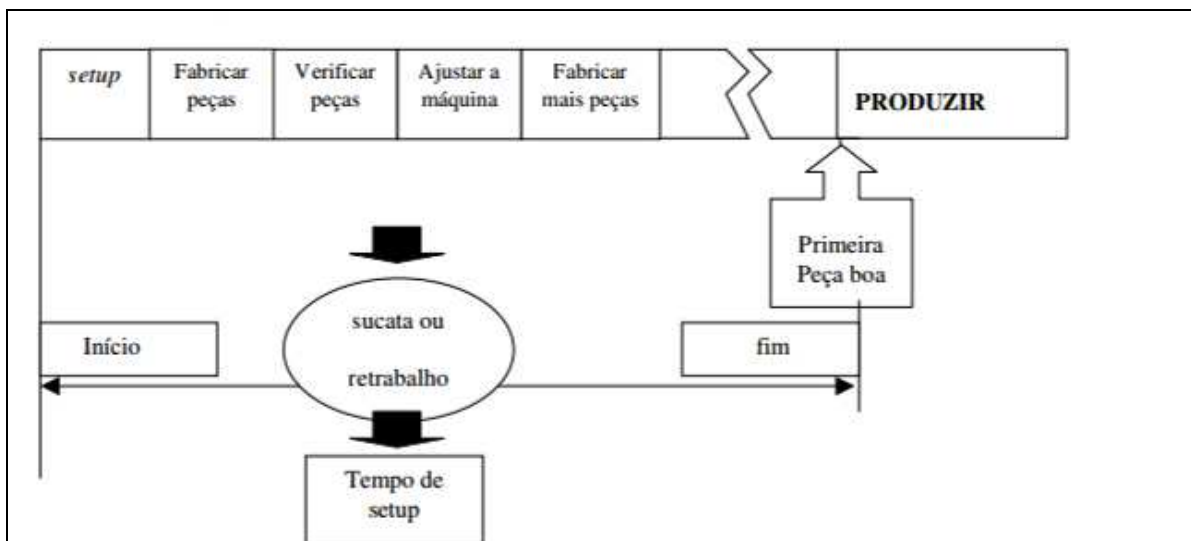 setup
Fabricar
peças
Verificar
peças
Ajustar a
máquina
Fabricar
mais peças
PRODUZIR
Primeira
Peça boa
sucata ou
retrabalho
Início
fim
Tempo de
setup